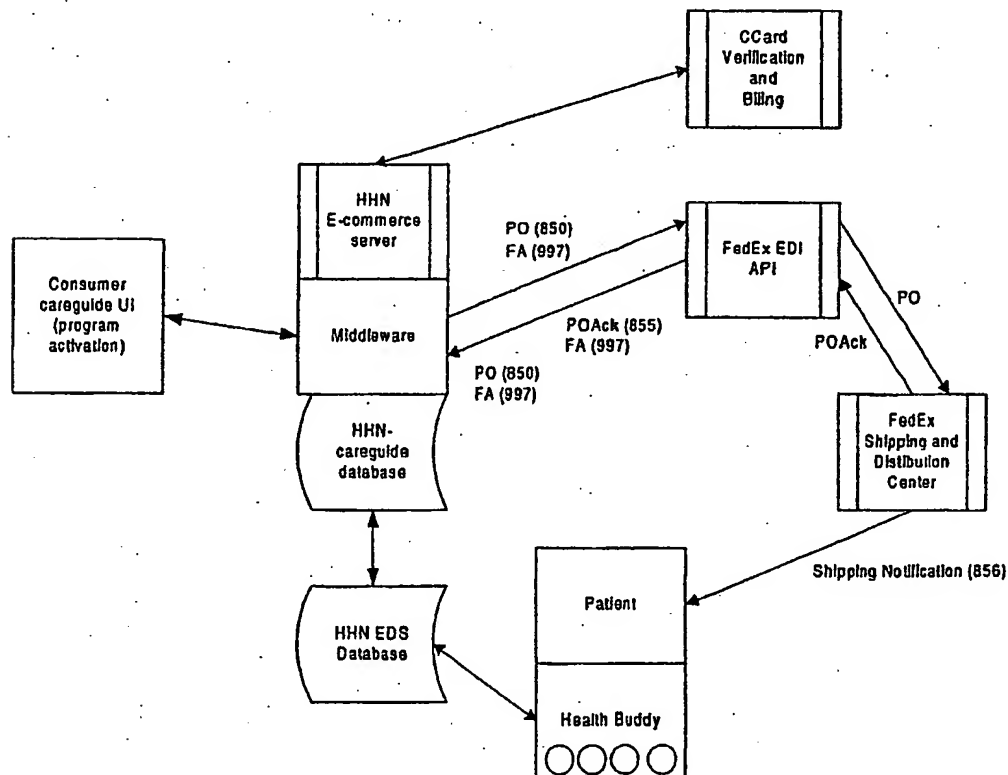 CCard
Verification
and
Billing
HHN
E-commerce
server
PO (850)
FA (997)
FedEx EDI
API
Consumer
careguide UI
(program
activation)
Middleware
PO
POAck (855)
FA (997)
POAck
PO (850)
FA (997)
HHN-
careguide
database
FedEx
Shipping and
Distibution
Center
Shipping Notification (856)
Patient
HHN EDS
Database
Health Buddy